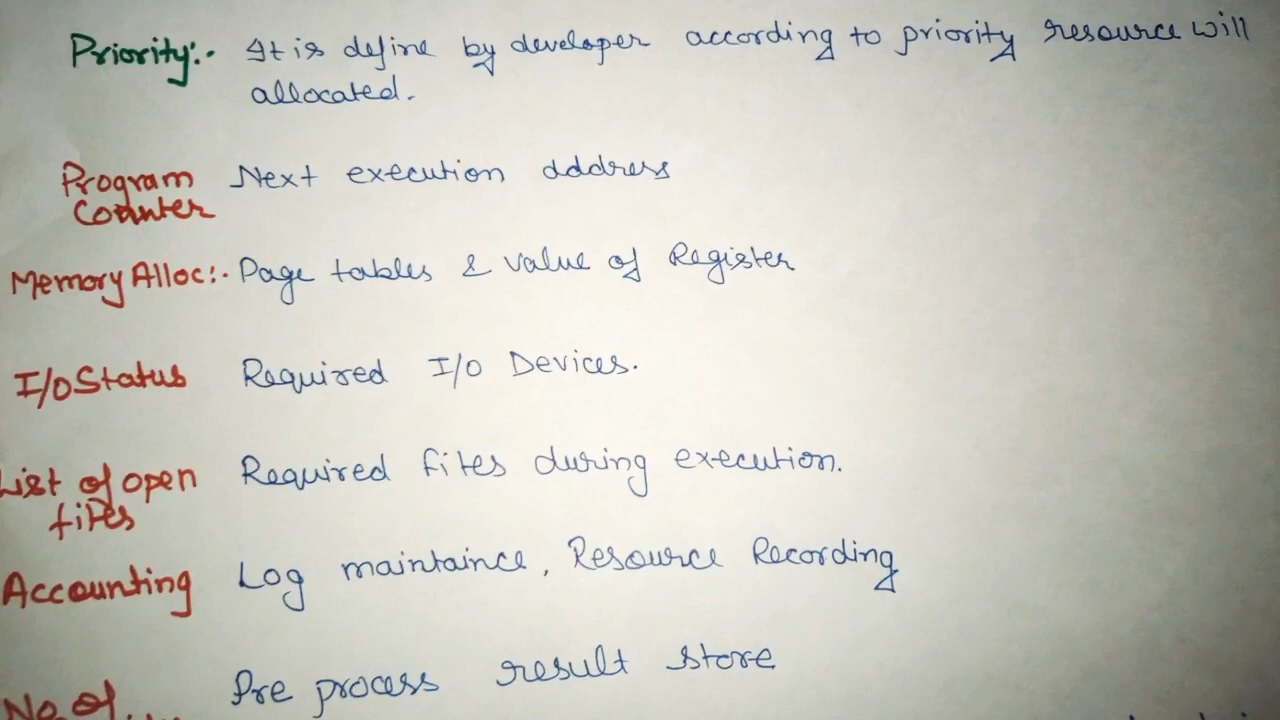 Priority:- It is define by developer according to priority resource will
allocated.
Program Next execution address
Counter
Memory Alloc:- Page tables & value of Register
I/O Status Required I/O Devices.
List of open Required files during execution.
files
Accounting Log maintaince, Resource Recording
No. of Pre process result store